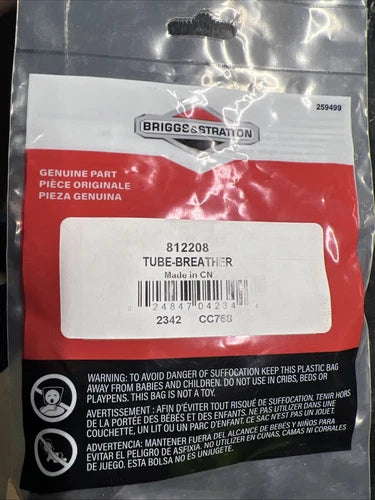 259499
BRIGGS&STRATTON
GENUINE PART
PIÈCE ORIGINALE
PIEZA GENUINA
812208
TUBE-BREATHER
Made in CN
0 24847 04234 4
2342 CC768
WARNING: TO AVOID DANGER OF SUFFOCATION KEEP THIS PLASTIC BAG
AWAY FROM BABIES AND CHILDREN. DO NOT USE IN CRIBS, BEDS OR
PLAYPENS. THIS BAG IS NOT A TOY.
AVERTISSEMENT : AFIN D'ÉVITER TOUT RISQUE DE SUFFOCATION, TENIR HORS
DE LA PORTÉE DES BÉBÉS ET DES ENFANTS. NE PAS UTILIZER DANS UNE
COUCHETTE, UN LIT OU UN PARC D'ENFANT. CE SAC N'EST PAS UN JOUET.
ADVERTENCIA: MANTENER FUERA DEL ALCANCE DE BEBÉS Y NIÑOS PARA
EVITAR EL PELIGRO DE ASFIXIA. NO UTILIZAR EN CUNAS, CAMAS NI CORRALES
DE JUEGO. ESTA BOLSA NO ES UNJUGETE.